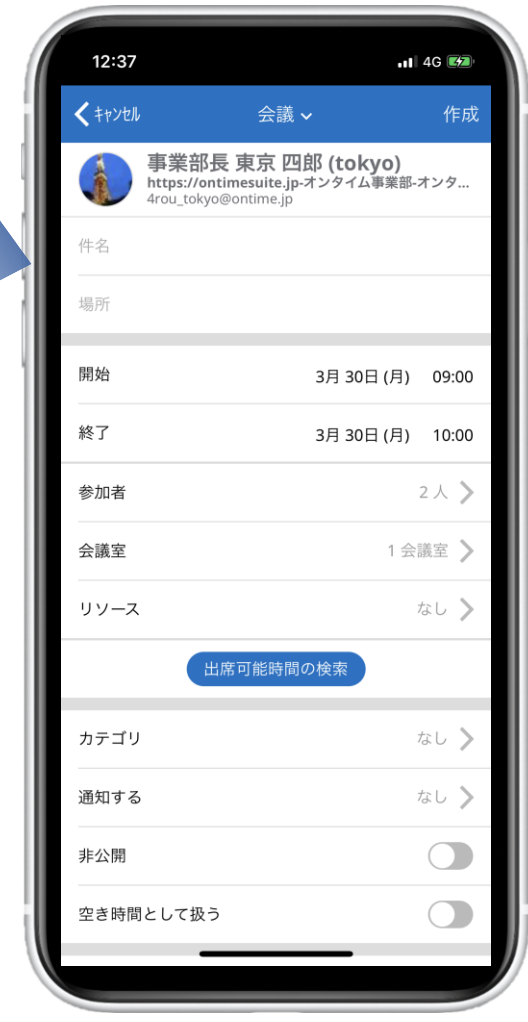 12:37
4G
キャンセル
会議
作成
事業部長 東京 四郎 (tokyo)
https://ontimesuite.jp-オンタイム事業部-オンタ...
4rou_tokyo@ontime.jp
件名
場所
開始 3月 30日 (月) 09:00
終了 3月 30日 (月) 10:00
参加者 2 人
会議室 1 会議室
リソース なし
出席可能時間の検索
カテゴリ なし
通知する なし
非公開
空き時間として扱う